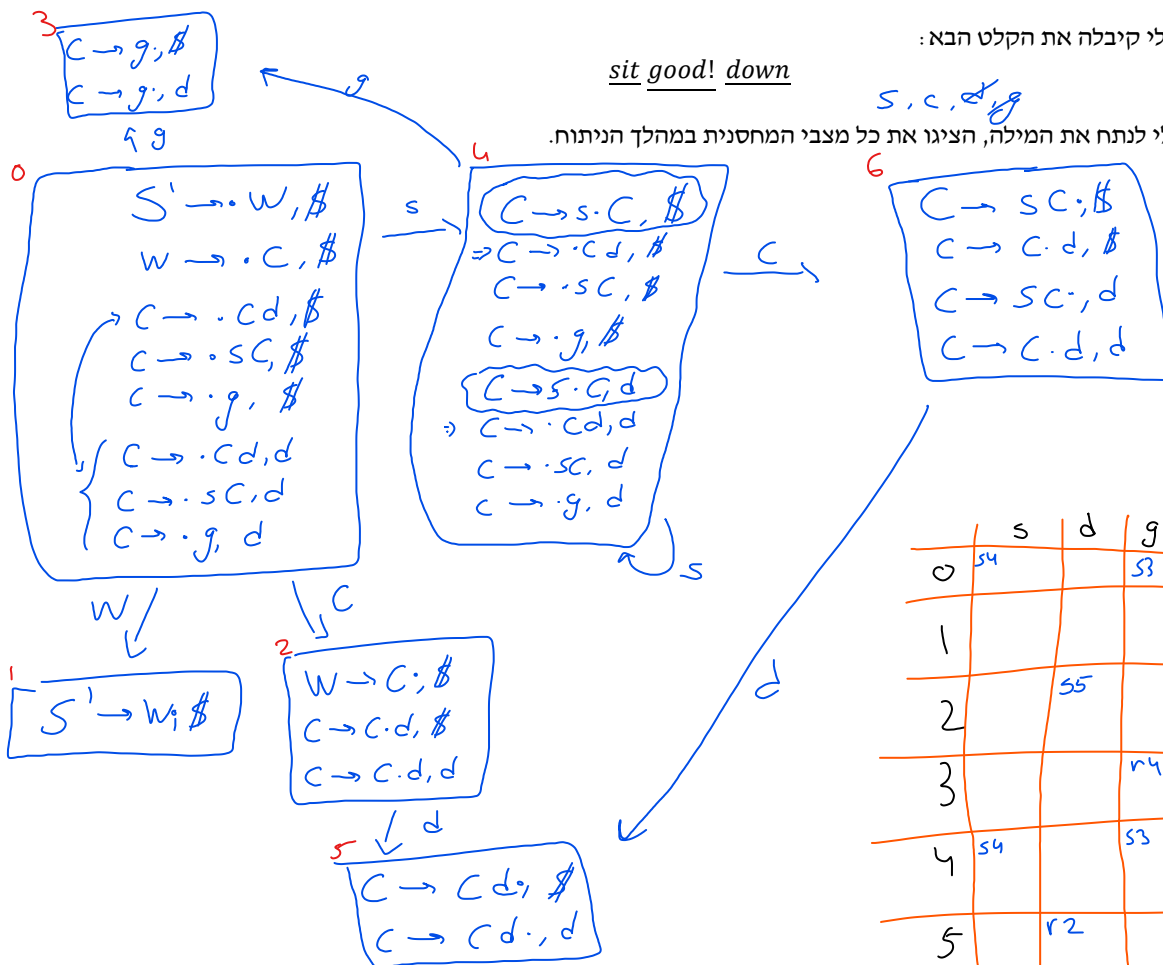 לי קיבלה את הקלט הבא:
sit good! down
s, c, d, g
לי לנתח את המילה, הציגו את כל מצבי המחסנית במהלך הניתוח.
3
C → g·, $
C → g·, d
g
g
0
S' → ·W, $
W → ·C, $
C → ·Cd, $
C → ·sC, $
C → ·g, $
C → ·Cd, d
C → ·sC, d
C → ·g, d
s
4
C → s·C, $
⇒ C → ·Cd, $
C → ·sC, $
C → ·g, $
C → s·C, d
⇒ C → ·Cd, d
C → ·sC, d
C → ·g, d
s
C
6
C → sC·, $
C → C·d, $
C → sC·, d
C → C·d, d
d
W
C
1
S' → W·, $
2
W → C·, $
C → C·d, $
C → C·d, d
d
5
C → Cd·, $
C → Cd·, d
s d g
0 s4 s3
1
2 s5
3 r4
4 s4 s3
5 r2